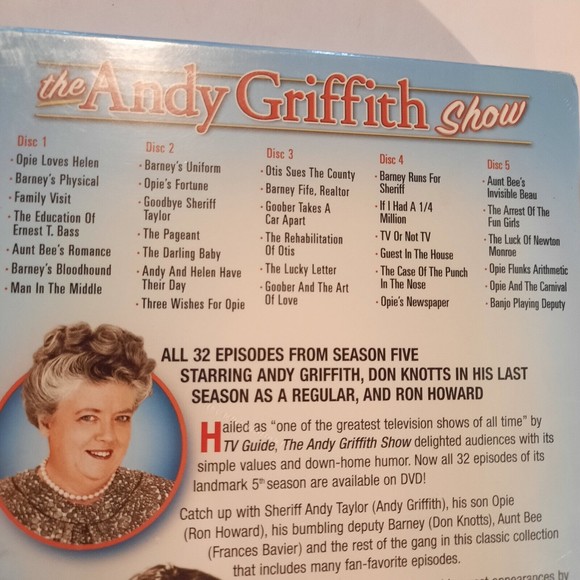 the Andy Griffith Show
Disc 1
• Opie Loves Helen
• Barney's Physical
• Family Visit
• The Education Of
Ernest T. Bass
• Aunt Bee's Romance
• Barney's Bloodhound
• Man In The Middle
Disc 2
• Barney's Uniform
• Opie's Fortune
• Goodbye Sheriff
Taylor
• The Pageant
• The Darling Baby
• Andy And Helen Have
Their Day
• Three Wishes For Opie
Disc 3
• Otis Sues The County
• Barney Fife, Realtor
• Goober Takes A
Car Apart
• The Rehabilitation
Of Otis
• The Lucky Letter
• Goober And The Art
Of Love
Disc 4
• Barney Runs For
Sheriff
• If I Had A 1/4
Million
• TV Or Not TV
• Guest In The House
• The Case Of The Punch
In The Nose
• Opie's Newspaper
Disc 5
• Aunt Bee's
Invisible Beau
• The Arrest Of The
Fun Girls
• The Luck Of Newton
Monroe
• Opie Flunks Arithmetic
• Opie And The Carnival
• Banjo Playing Deputy
ALL 32 EPISODES FROM SEASON FIVE
STARRING ANDY GRIFFITH, DON KNOTTS IN HIS LAST
SEASON AS A REGULAR, AND RON HOWARD
Hailed as "one of the greatest television shows of all time" by
TV Guide, The Andy Griffith Show delighted audiences with its
simple values and down-home humor. Now all 32 episodes of its
landmark 5th season are available on DVD!
Catch up with Sheriff Andy Taylor (Andy Griffith), his son Opie
(Ron Howard), his bumbling deputy Barney (Don Knotts), Aunt Bee
(Frances Bavier) and the rest of the gang in this classic collection
that includes many fan-favorite episodes.
appearances by